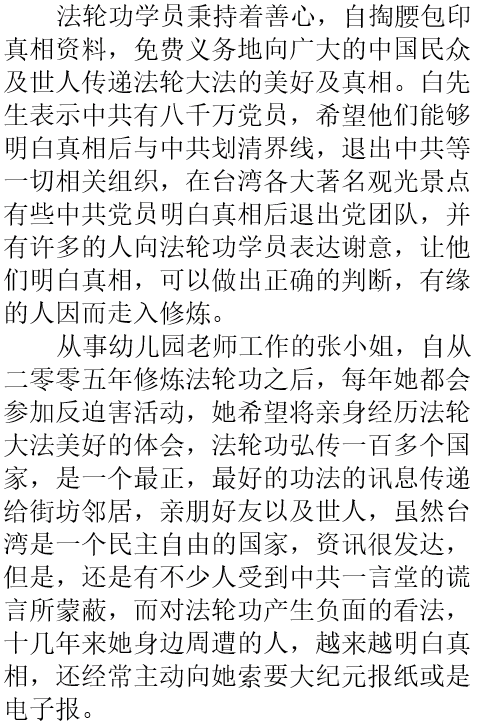 法轮功学员秉持着善心，自掏腰包印
真相资料，免费义务地向广大的中国民众
及世人传递法轮大法的美好及真相。白先
生表示中共有八千万党员，希望他们能够
明白真相后与中共划清界线，退出中共等
一切相关组织，在台湾各大著名观光景点
有些中共党员明白真相后退出党团队，并
有许多的人向法轮功学员表达谢意，让他
们明白真相，可以做出正确的判断，有缘
的人因而走入修炼。
从事幼儿园老师工作的张小姐，自从
二零零五年修炼法轮功之后，每年她都会
参加反迫害活动，她希望将亲身经历法轮
大法美好的体会，法轮功弘传一百多个国
家，是一个最正，最好的功法的讯息传递
给街坊邻居，亲朋好友以及世人，虽然台
湾是一个民主自由的国家，资讯很发达，
但是，还是有不少人受到中共一言堂的谎
言所蒙蔽，而对法轮功产生负面的看法，
十几年来她身边周遭的人，越来越明白真
相，还经常主动向她索要大纪元报纸或是
电子报。